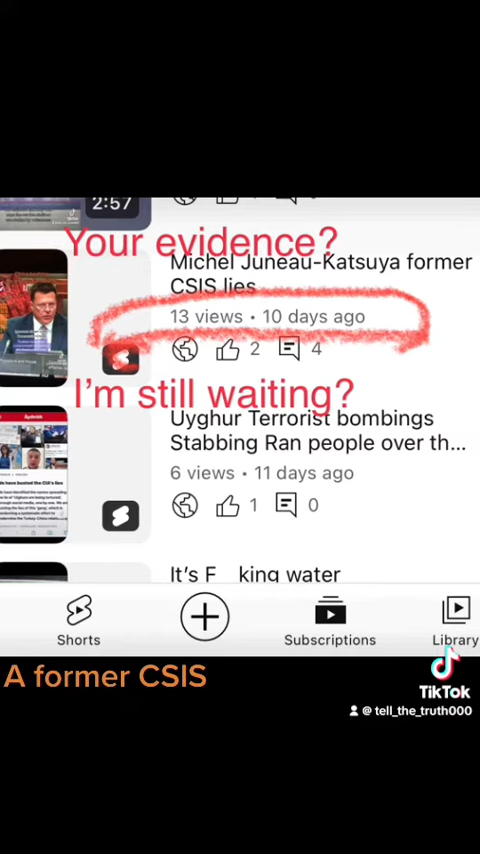 2:57
Your evidence?
Michel Juneau-Katsuya former
CSIS lies
13 views • 10 days ago
2
4
I'm still waiting?
Uyghur Terrorist bombings
Stabbing Ran people over th...
6 views • 11 days ago
1
0
It's F king water
Shorts
Subscriptions
Library
A former CSIS
TikTok
@ tell_the_truth000